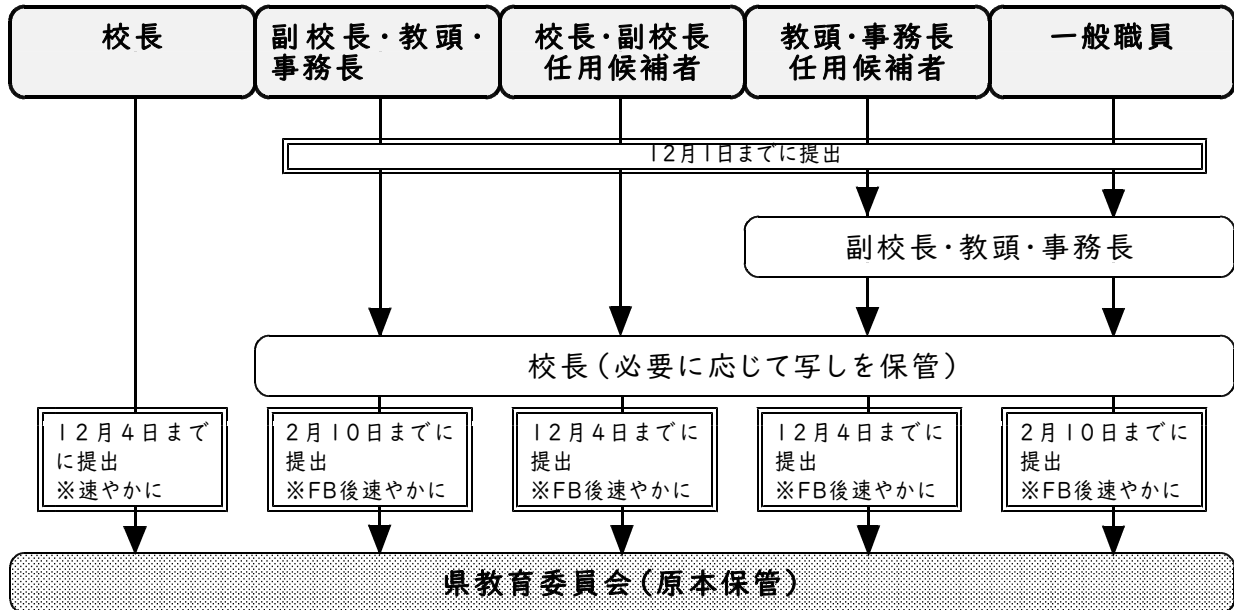 校長
副校長・教頭・
事務長
校長・副校長
任用候補者
教頭・事務長
任用候補者
一般職員
12月1日までに提出
副校長・教頭・事務長
校長(必要に応じて写しを保管)
12月4日まで
に提出
※速やかに
2月10日までに
提出
※FB後速やかに
12月4日までに
提出
※FB後速やかに
12月4日までに
提出
※FB後速やかに
2月10日までに
提出
※FB後速やかに
県教育委員会(原本保管)